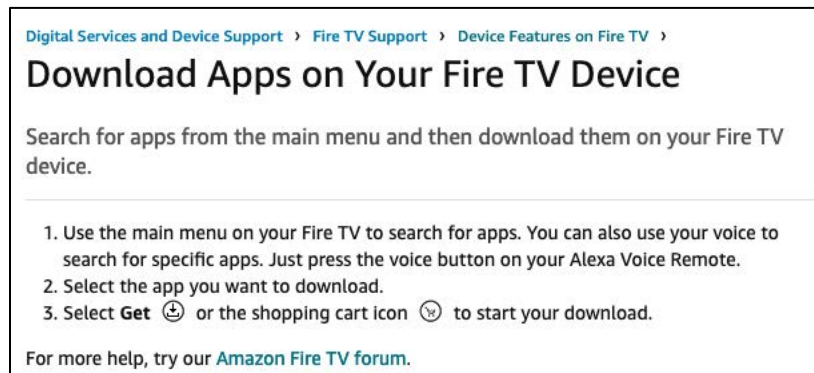 Digital Services and Device Support › Fire TV Support › Device Features on Fire TV ›
Download Apps on Your Fire TV Device
Search for apps from the main menu and then download them on your Fire TV
device.
1. Use the main menu on your Fire TV to search for apps. You can also use your voice to
search for specific apps. Just press the voice button on your Alexa Voice Remote.
2. Select the app you want to download.
3. Select Get or the shopping cart icon to start your download.
For more help, try our Amazon Fire TV forum.